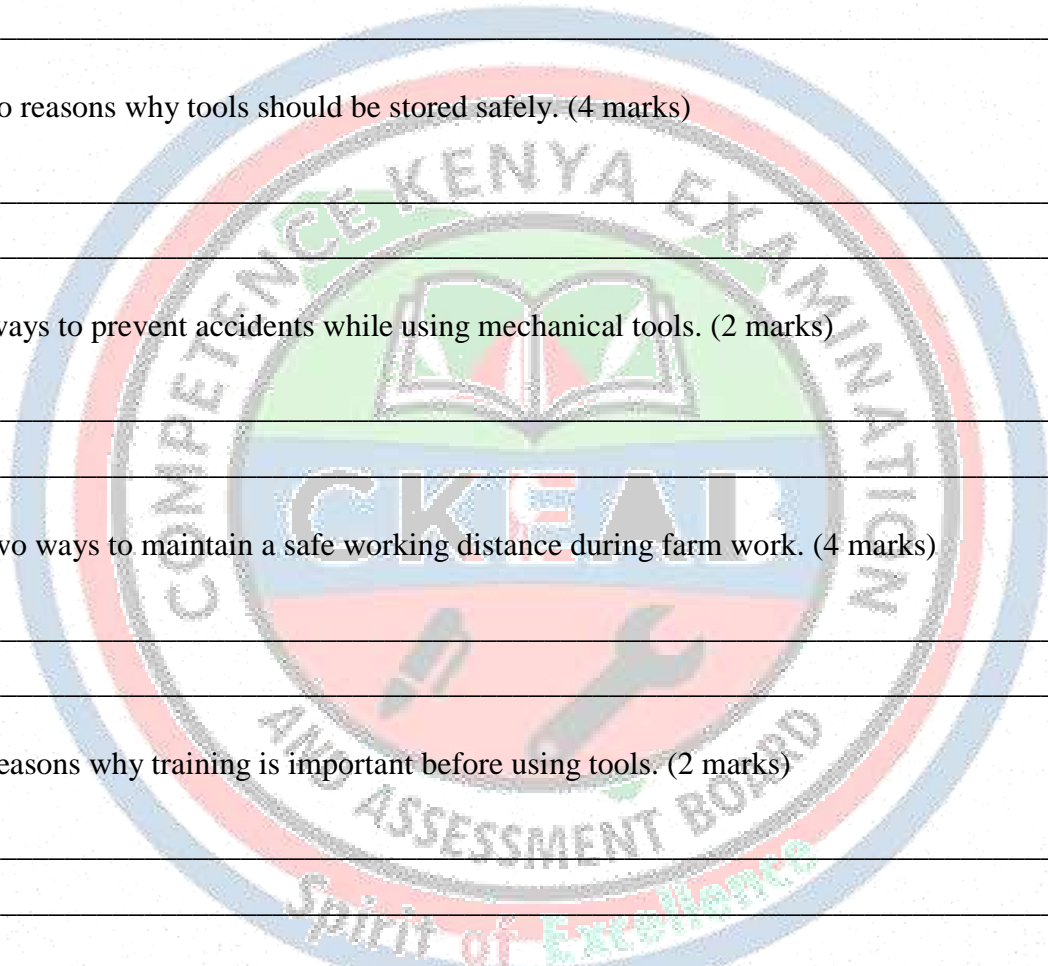 o reasons why tools should be stored safely. (4 marks)
ways to prevent accidents while using mechanical tools. (2 marks)
wo ways to maintain a safe working distance during farm work. (4 marks)
easons why training is important before using tools. (2 marks)
COMPETENCE KENYA EXAMINATION
CKEAB
AND ASSESSMENT BOARD
Spirit of Excellence